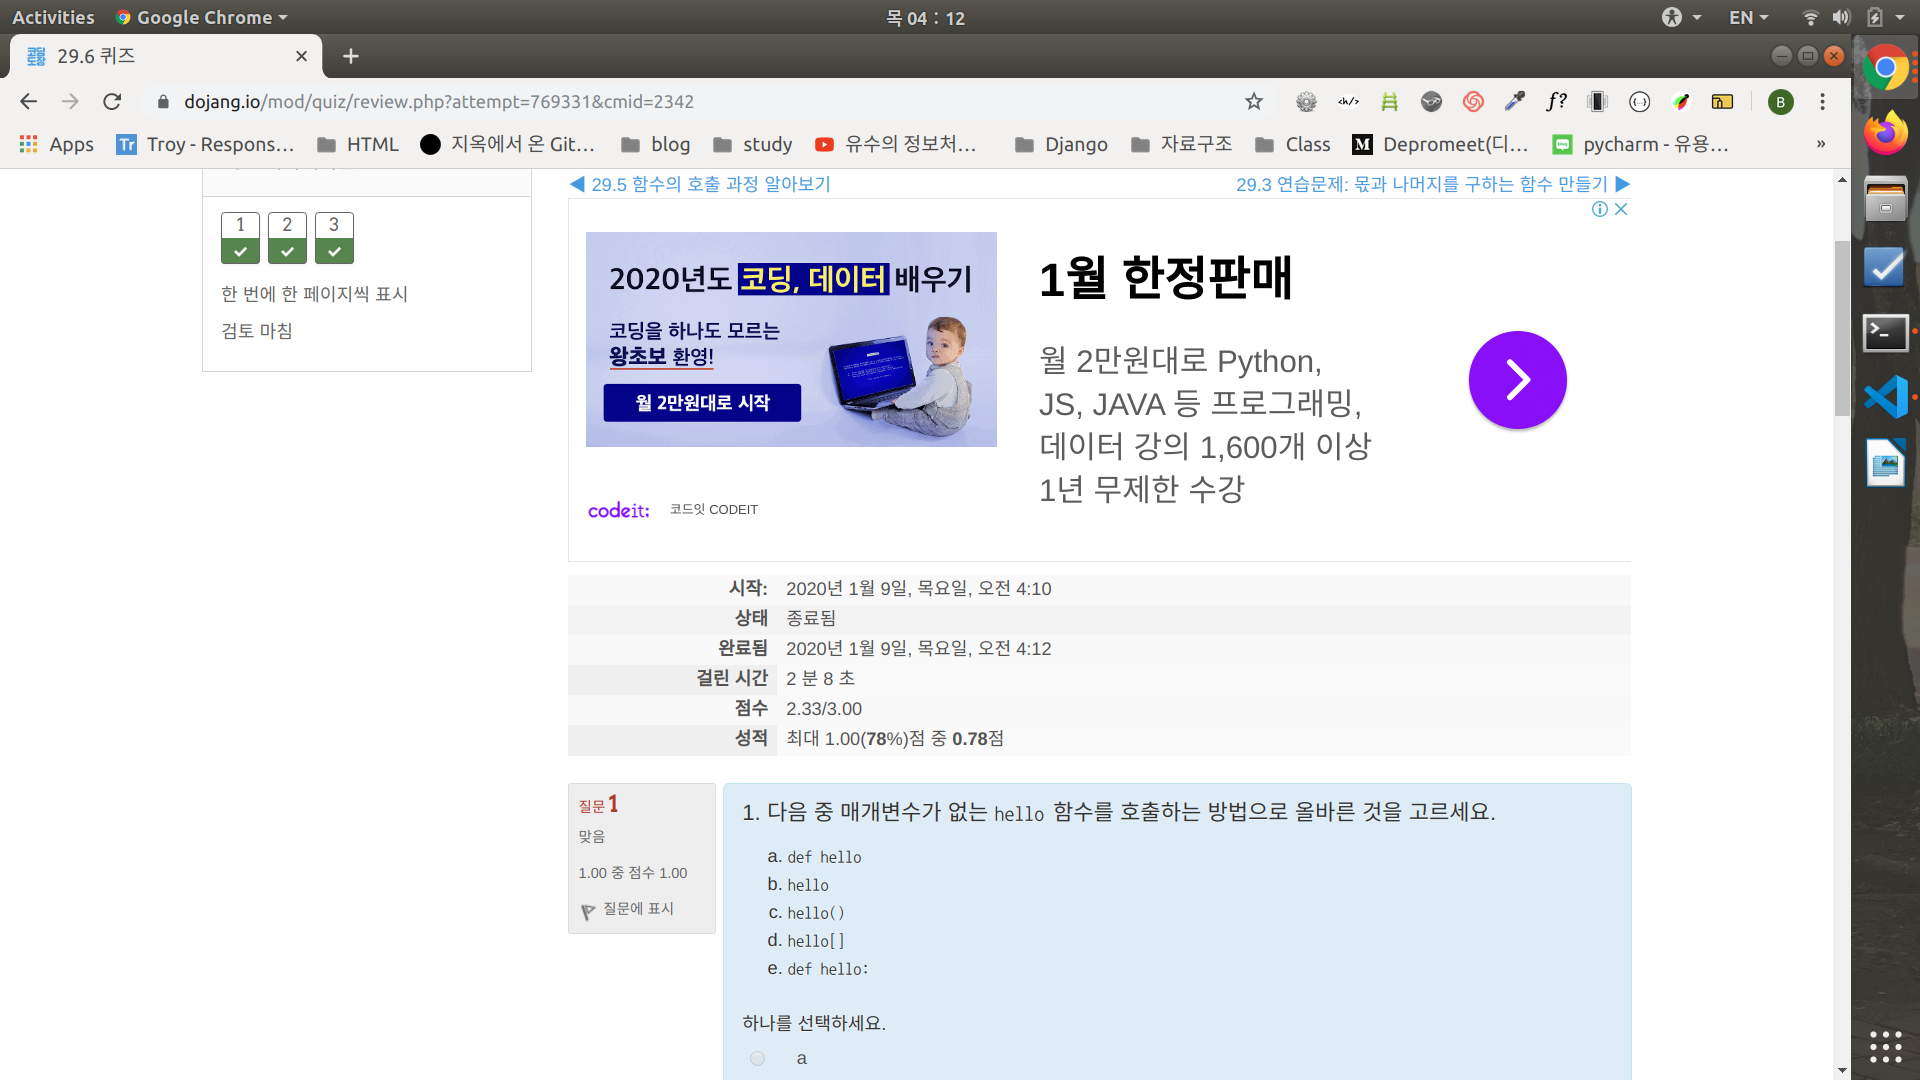 Activities
Google Chrome
목 04 : 12
EN
29.6 퀴즈
dojang.io/mod/quiz/review.php?attempt=769331&cmid=2342
<h/>
f?
{...}
B
Apps
Tr
Troy - Respons...
HTML
지옥에서 온 Git...
blog
study
유수의 정보처...
Django
자료구조
Class
M
Depromeet(디...
pycharm - 유용...
»
29.5 함수의 호출 과정 알아보기
29.3 연습문제: 몫과 나머지를 구하는 함수 만들기
1
2
3
한 번에 한 페이지씩 표시
검토 마침
2020년도 코딩, 데이터 배우기
코딩을 하나도 모르는
왕초보 환영!
월 2만원대로 시작
1월 한정판매
월 2만원대로 Python,
JS, JAVA 등 프로그래밍,
데이터 강의 1,600개 이상
1년 무제한 수강
codeit:
코드잇 CODEIT
시작: 2020년 1월 9일, 목요일, 오전 4:10
상태 종료됨
완료됨 2020년 1월 9일, 목요일, 오전 4:12
걸린 시간 2 분 8 초
점수 2.33/3.00
성적 최대 1.00(78%)점 중 0.78점
질문 1
맞음
1.00 중 점수 1.00
질문에 표시
1. 다음 중 매개변수가 없는 hello 함수를 호출하는 방법으로 올바른 것을 고르세요.
a. def hello
b. hello
c. hello()
d. hello[]
e. def hello:
하나를 선택하세요.
a